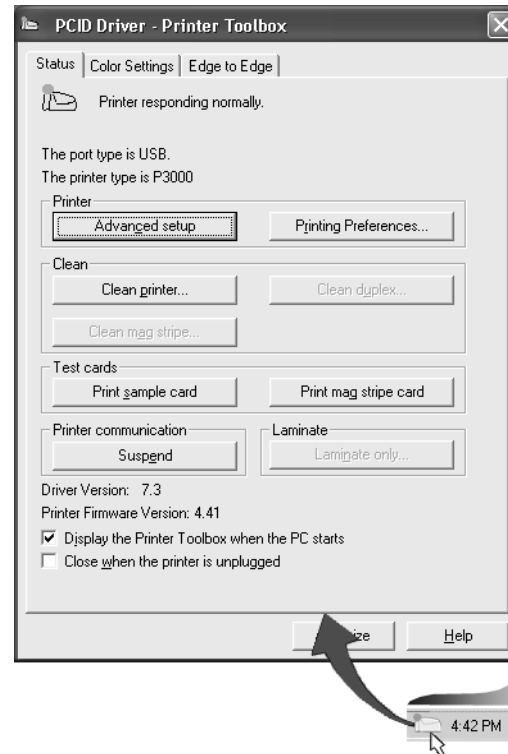 PCID Driver - Printer Toolbox
Status Color Settings Edge to Edge
Printer responding normally.
The port type is USB.
The printer type is P3000
Printer
Advanced setup Printing Preferences...
Clean
Clean printer... Clean duplex...
Clean mag stripe...
Test cards
Print sample card Print mag stripe card
Printer communication Laminate
Suspend Laminate only...
Driver Version: 7.3
Printer Firmware Version: 4.41
Display the Printer Toolbox when the PC starts
Close when the printer is unplugged
Help
4:42 PM